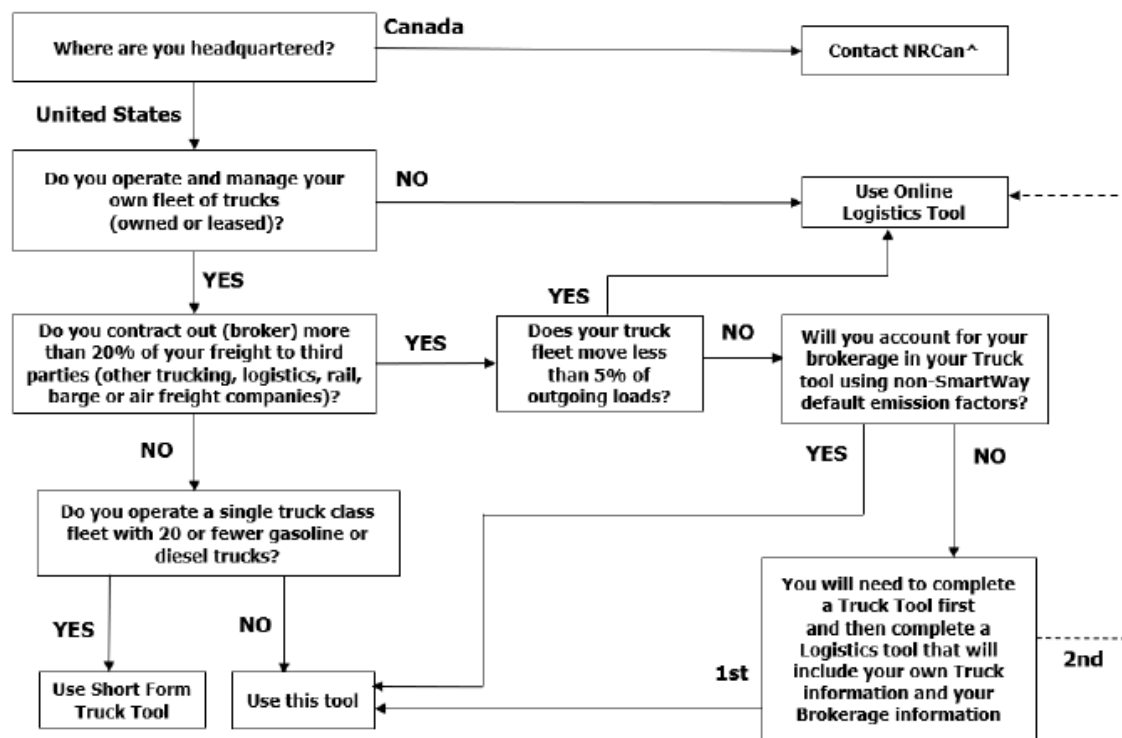 Canada
Where are you headquartered?
Contact NRCan^
United States
Do you operate and manage your
own fleet of trucks
(owned or leased)?
NO
Use Online
Logistics Tool
YES
YES
Do you contract out (broker) more
than 20% of your freight to third
parties (other trucking, logistics, rail,
barge or air freight companies)?
YES
Does your truck
fleet move less
than 5% of
outgoing loads?
NO
Will you account for your
brokerage in your Truck
tool using non-SmartWay
default emission factors?
NO
YES
NO
Do you operate a single truck class
fleet with 20 or fewer gasoline or
diesel trucks?
You will need to complete
a Truck Tool first
and then complete a
Logistics tool that will
include your own Truck
information and your
Brokerage information
YES
NO
1st
2nd
Use Short Form
Truck Tool
Use this tool